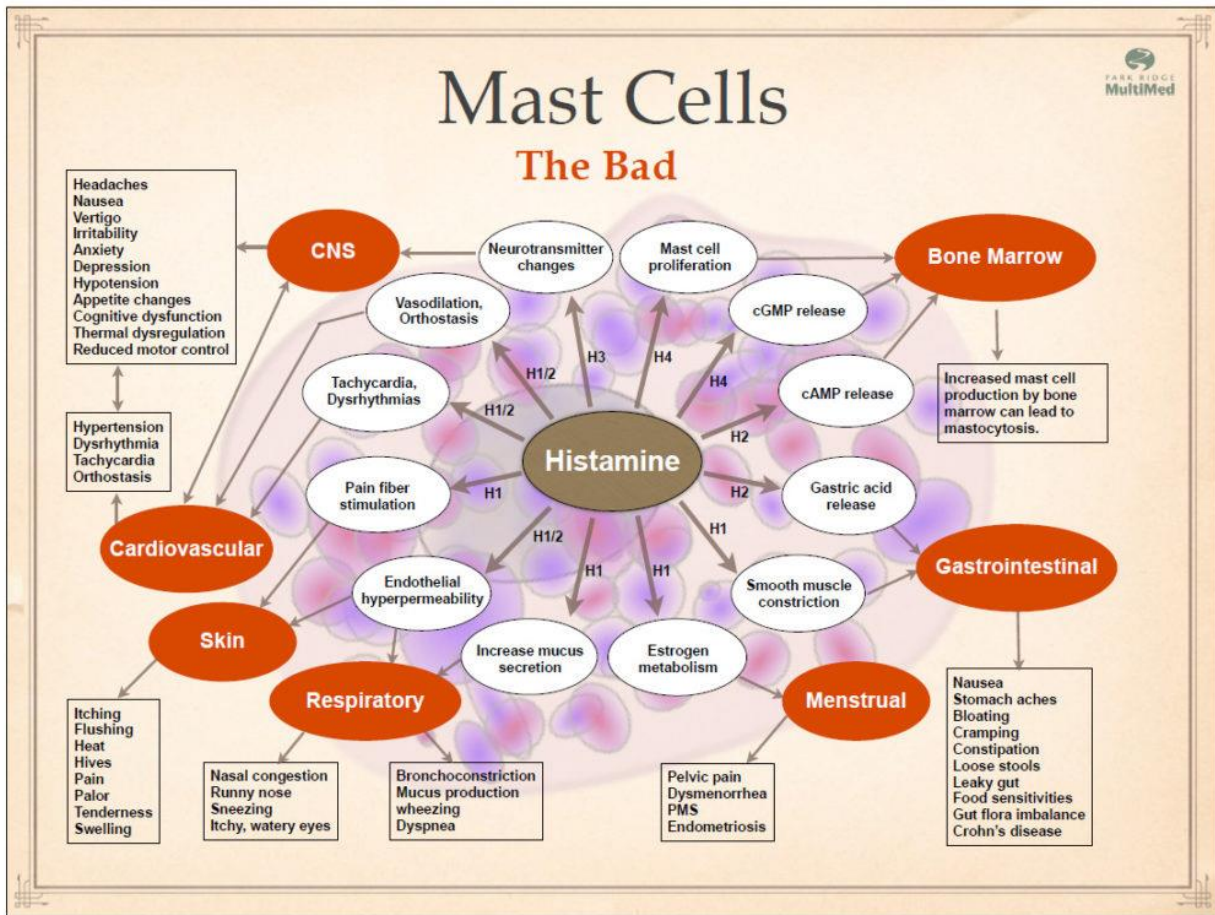 PARK RIDGE
MultiMed
Mast Cells
The Bad
Headaches
Nausea
Vertigo
Irritability
Anxiety
Depression
Hypotension
Appetite changes
Cognitive dysfunction
Thermal dysregulation
Reduced motor control
CNS
Neurotransmitter
changes
Mast cell
proliferation
Bone Marrow
Vasodilation,
Orthostasis
cGMP release
H3
H4
H1/2
H4
Tachycardia,
Dysrhythmias
cAMP release
H1/2
H2
Increased mast cell
production by bone
marrow can lead to
mastocytosis.
Hypertension
Dysrhythmia
Tachycardia
Orthostasis
Histamine
Pain fiber
stimulation
H1
H2
Gastric acid
release
H1/2
H1
H1
H1
Cardiovascular
Gastrointestinal
Endothelial
hyperpermeability
Smooth muscle
constriction
Skin
Increase mucus
secretion
Estrogen
metabolism
Respiratory
Menstrual
Itching
Flushing
Heat
Hives
Pain
Palor
Tenderness
Swelling
Nasal congestion
Runny nose
Sneezing
Itchy, watery eyes
Bronchoconstriction
Mucus production
wheezing
Dyspnea
Pelvic pain
Dysmenorrhea
PMS
Endometriosis
Nausea
Stomach aches
Bloating
Cramping
Constipation
Loose stools
Leaky gut
Food sensitivities
Gut flora imbalance
Crohn's disease